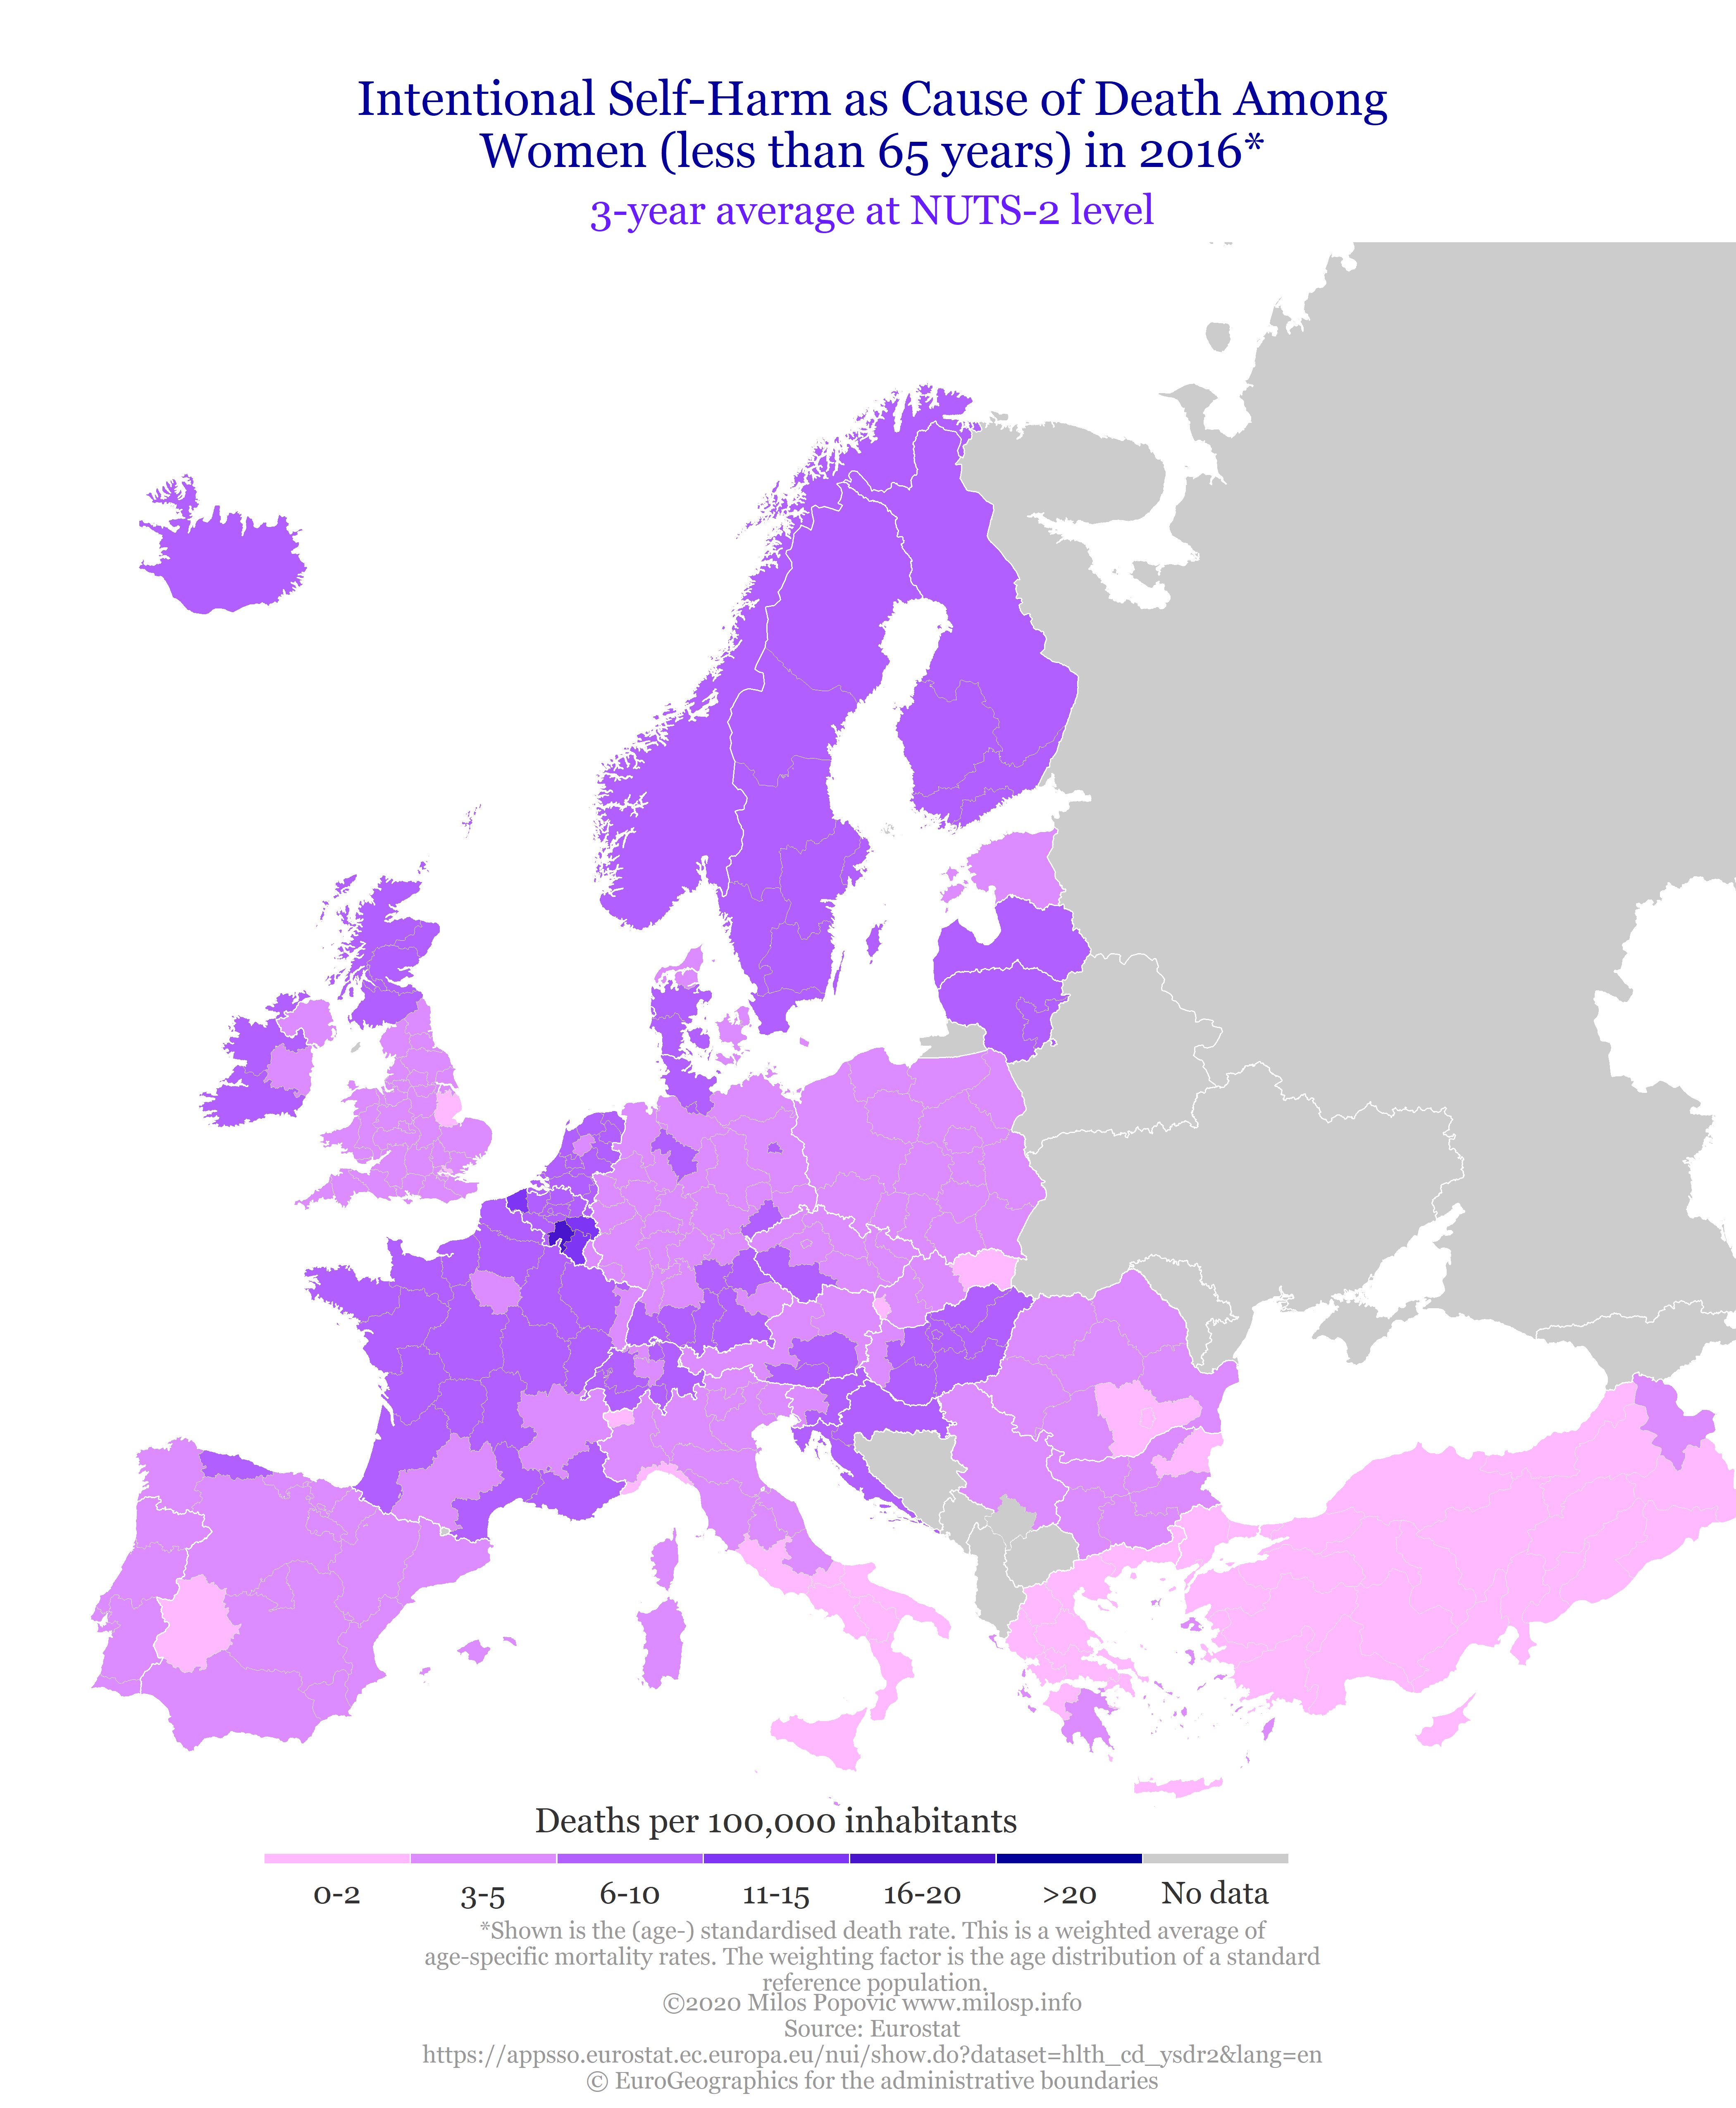 Intentional Self-Harm as Cause of Death Among
Women (less than 65 years) in 2016*
3-year average at NUTS-2 level
Deaths per 100,000 inhabitants
0-2 3-5 6-10 11-15 16-20 >20 No data
*Shown is the (age-) standardised death rate. This is a weighted average of
age-specific mortality rates. The weighting factor is the age distribution of a standard
reference population.
©2020 Milos Popovic www.milosp.info
Source: Eurostat
https://appsso.eurostat.ec.europa.eu/nui/show.do?dataset=hlth_cd_ysdr2&lang=en
© EuroGeographics for the administrative boundaries